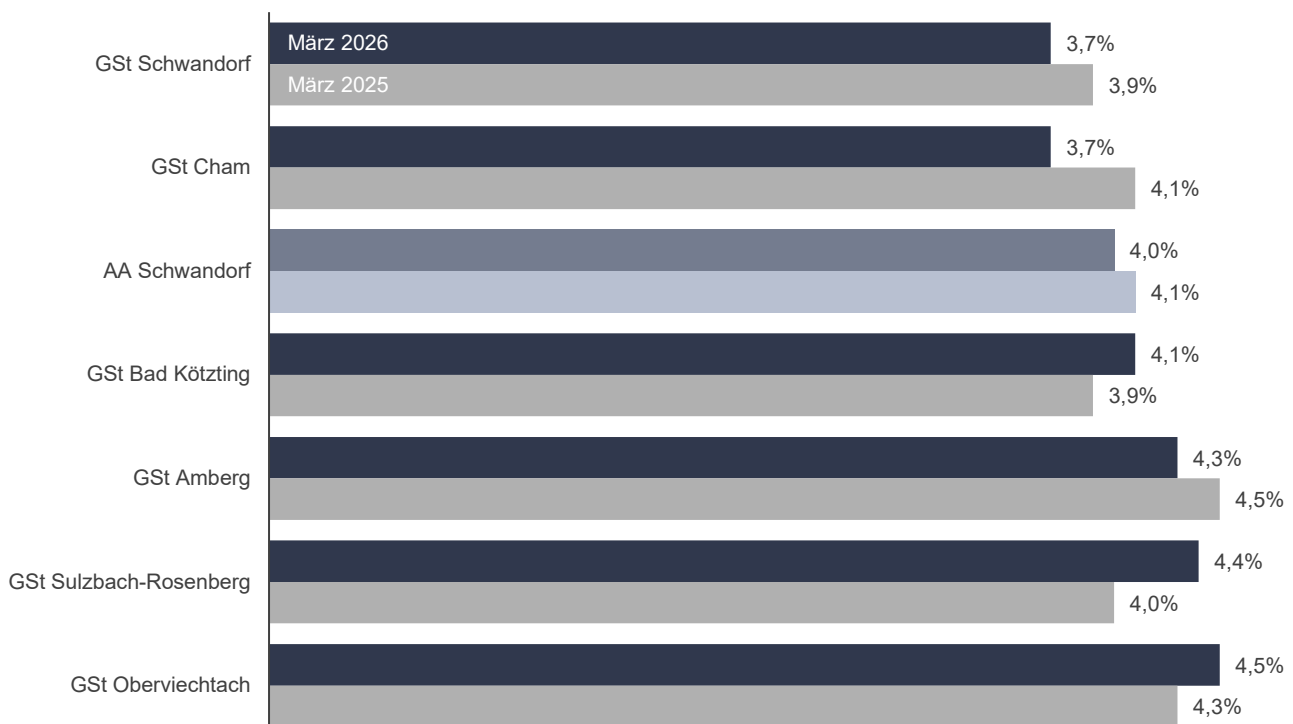 GSt Schwandorf
März 2026
3,7%
März 2025
3,9%
GSt Cham
3,7%
4,1%
AA Schwandorf
4,0%
4,1%
GSt Bad Kötzting
4,1%
3,9%
GSt Amberg
4,3%
4,5%
GSt Sulzbach-Rosenberg
4,4%
4,0%
GSt Oberviechtach
4,5%
4,3%